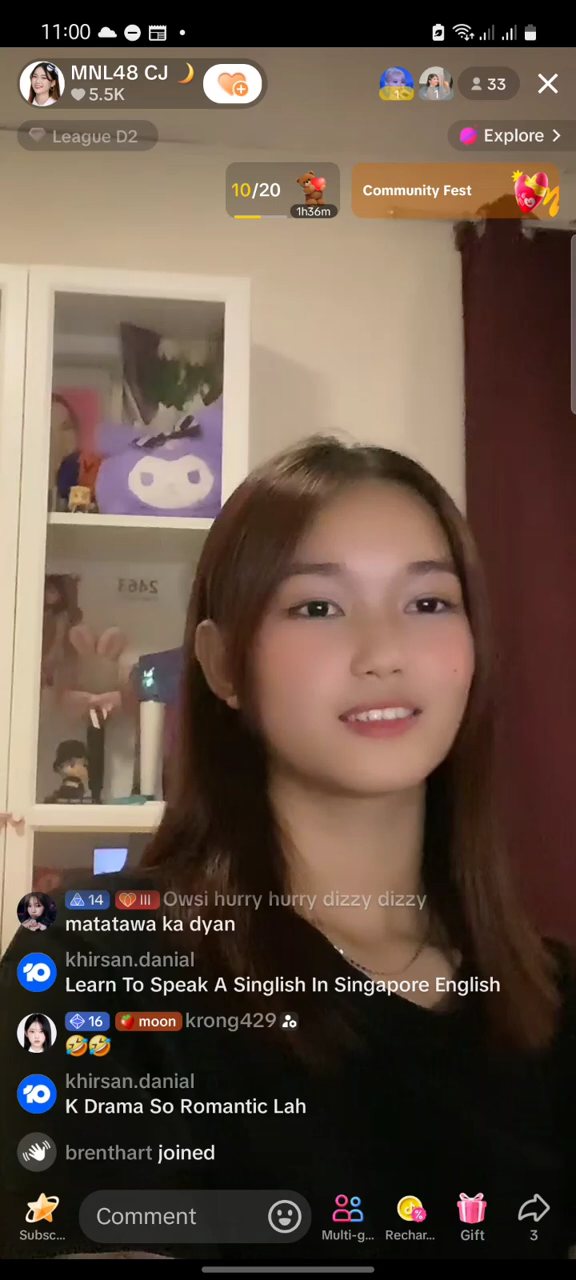 11:00
MNL48 CJ 🌙
5.5K
1
1
33
League D2
Explore
10/20
1h36m
Community Fest
2463
14 III Owsi hurry hurry dizzy dizzy
matatawa ka dyan
khirsan.danial
Learn To Speak A Singlish In Singapore English
16 moon krong429
🤣🤣
khirsan.danial
K Drama So Romantic Lah
brenthart joined
Subsc...
Comment
Multi-g...
Rechar...
Gift
3